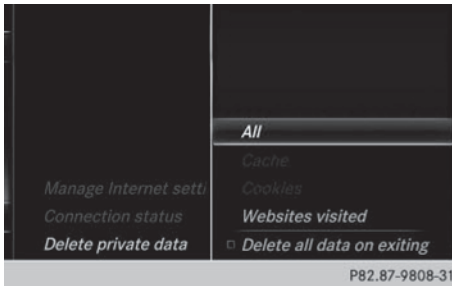 All
Cache
Manage Internet setti
Cookies
Connection status
Websites visited
Delete private data
Delete all data on exiting
P82.87-9808-31